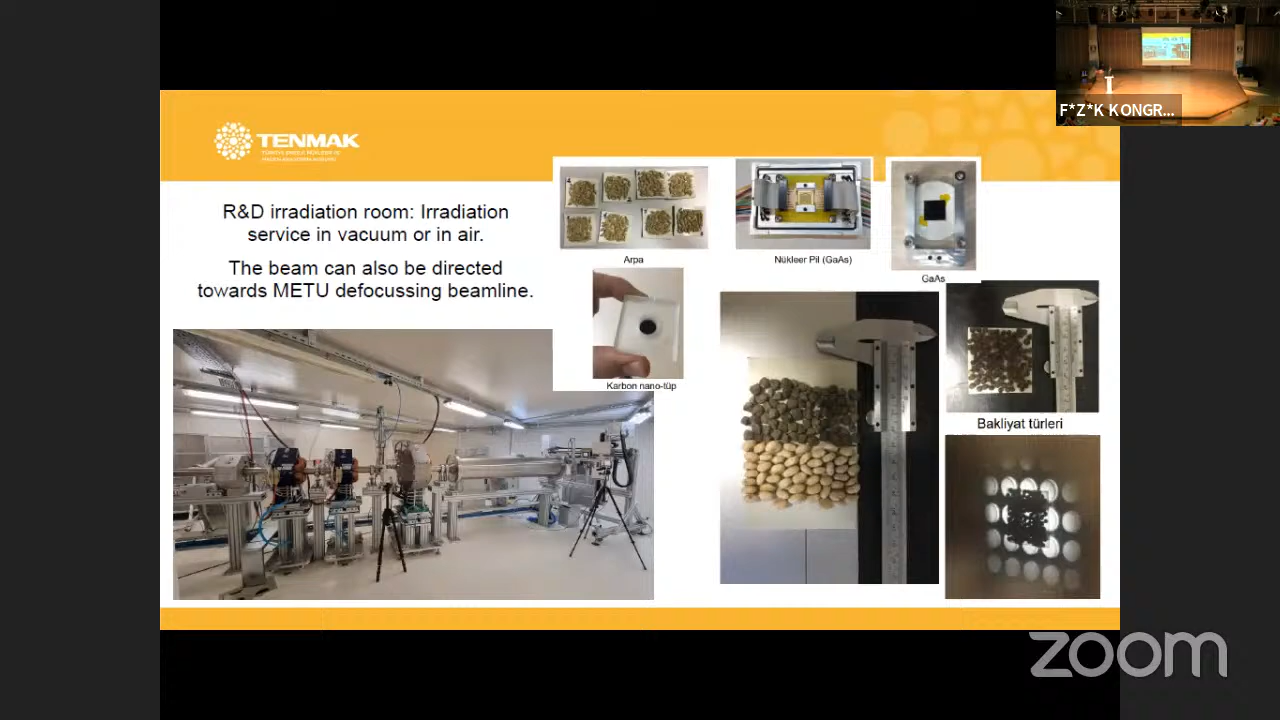 F*Z*K KONGR...
TENMAK
R&D irradiation room: Irradiation
service in vacuum or in air.
The beam can also be directed
towards METU defocussing beamline.
Arpa
Nükleer Pil (GaAs)
GaAs
Karbon nano-tüp
Bakliyat türleri
zoom